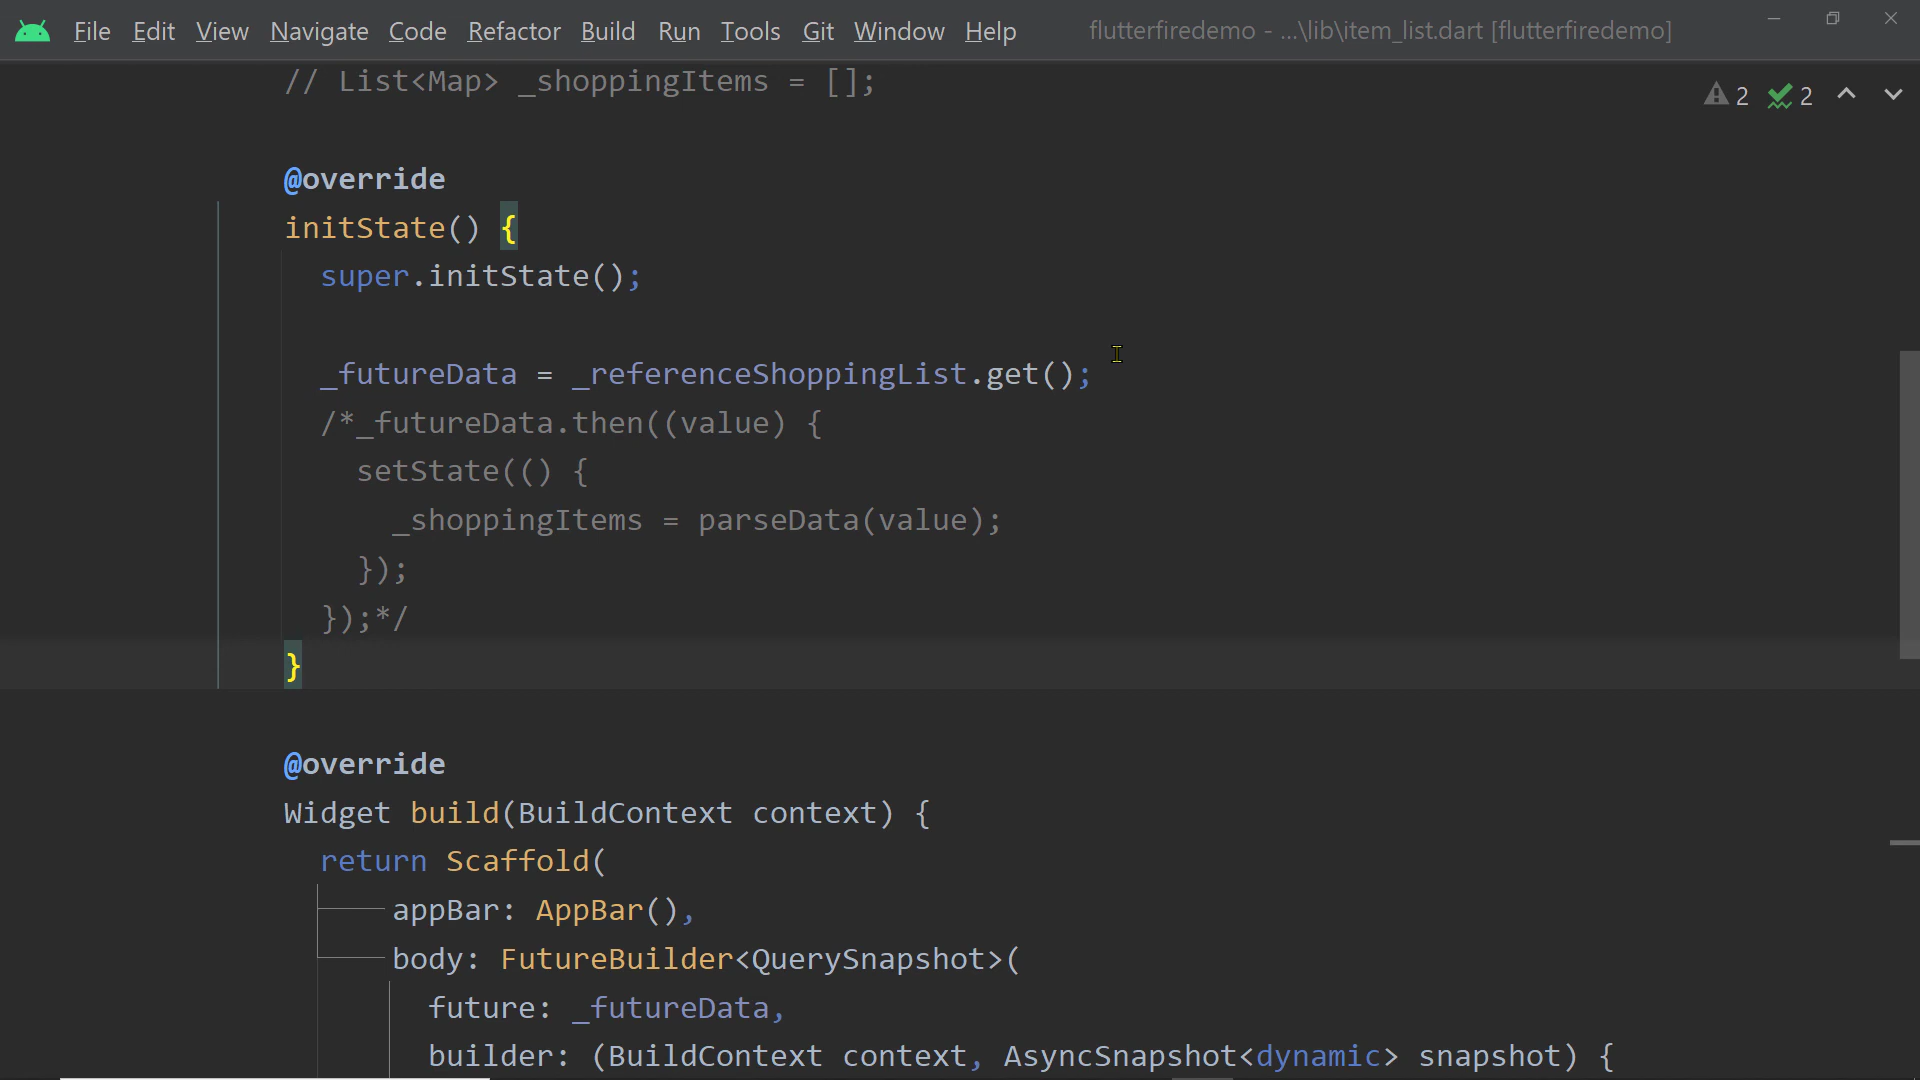 File Edit View Navigate Code Refactor Build Run Tools Git Window Help flutterfiredemo - ...\lib\item_list.dart [flutterfiredemo]
// List<Map> _shoppingItems = [];
2 2
@override
initState() {
super.initState();
_futureData = _referenceShoppingList.get();
/*_futureData.then((value) {
setState(() {
_shoppingItems = parseData(value);
});
});*/
}
@override
Widget build(BuildContext context) {
return Scaffold(
appBar: AppBar(),
body: FutureBuilder<QuerySnapshot>(
future: _futureData,
builder: (BuildContext context, AsyncSnapshot<dynamic> snapshot) {